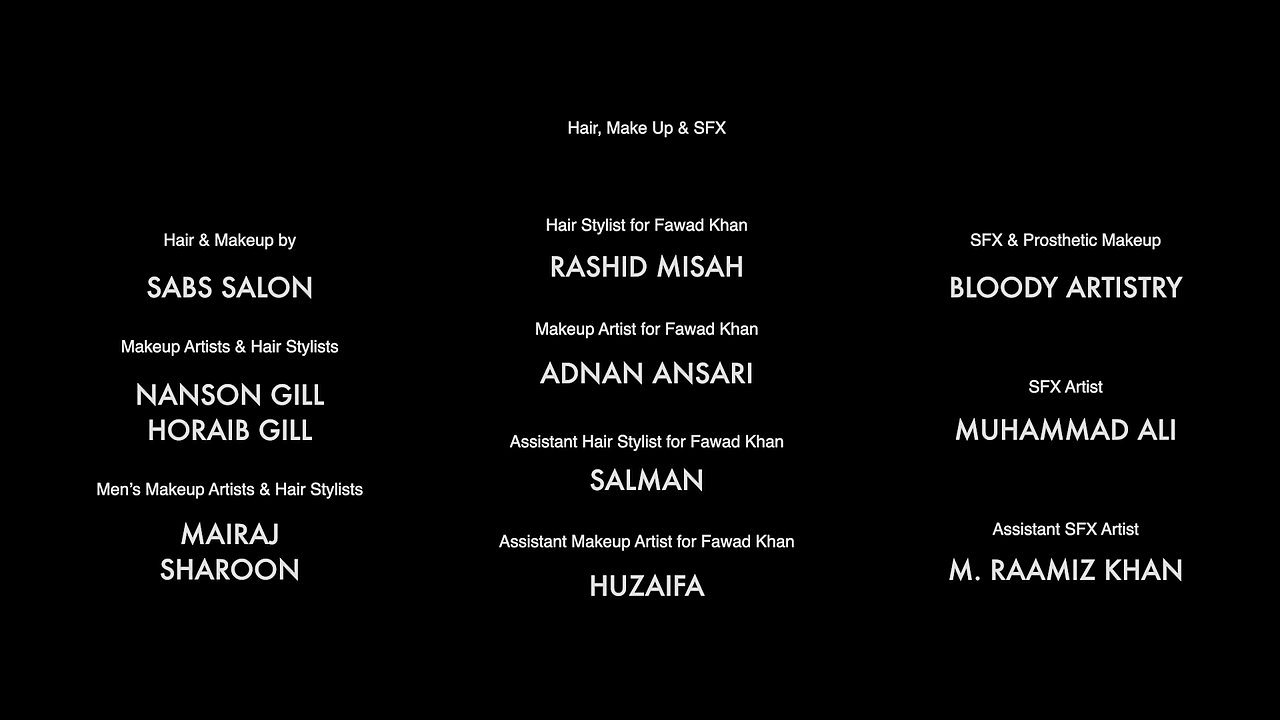 Hair, Make Up & SFX
Hair & Makeup by
SABS SALON
Makeup Artists & Hair Stylists
NANSON GILL
HORAIB GILL
Men’s Makeup Artists & Hair Stylists
MAIRAJ
SHAROON
Hair Stylist for Fawad Khan
RASHID MISAH
Makeup Artist for Fawad Khan
ADNAN ANSARI
Assistant Hair Stylist for Fawad Khan
SALMAN
Assistant Makeup Artist for Fawad Khan
HUZAIFA
SFX & Prosthetic Makeup
BLOODY ARTISTRY
SFX Artist
MUHAMMAD ALI
Assistant SFX Artist
M. RAAMIZ KHAN